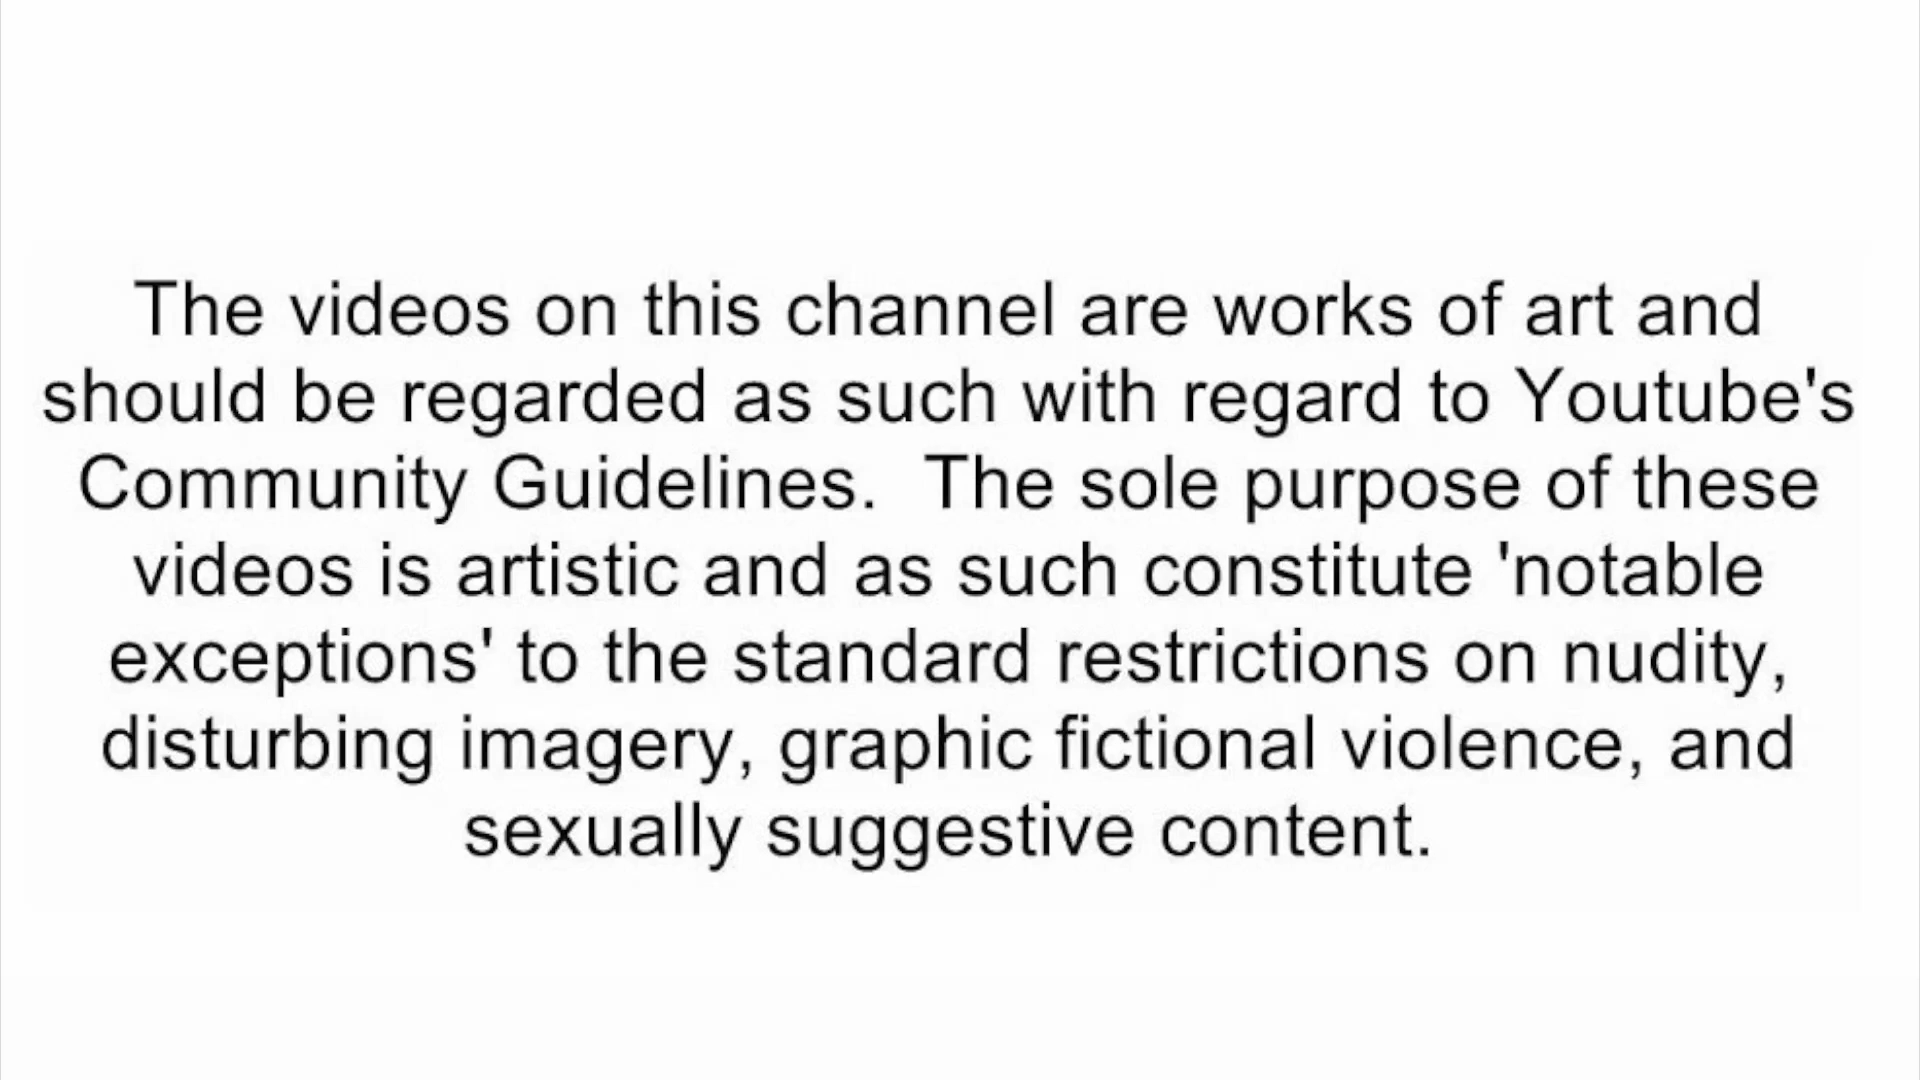 The videos on this channel are works of art and
should be regarded as such with regard to Youtube's
Community Guidelines.  The sole purpose of these
videos is artistic and as such constitute 'notable
exceptions' to the standard restrictions on nudity,
disturbing imagery, graphic fictional violence, and
sexually suggestive content.